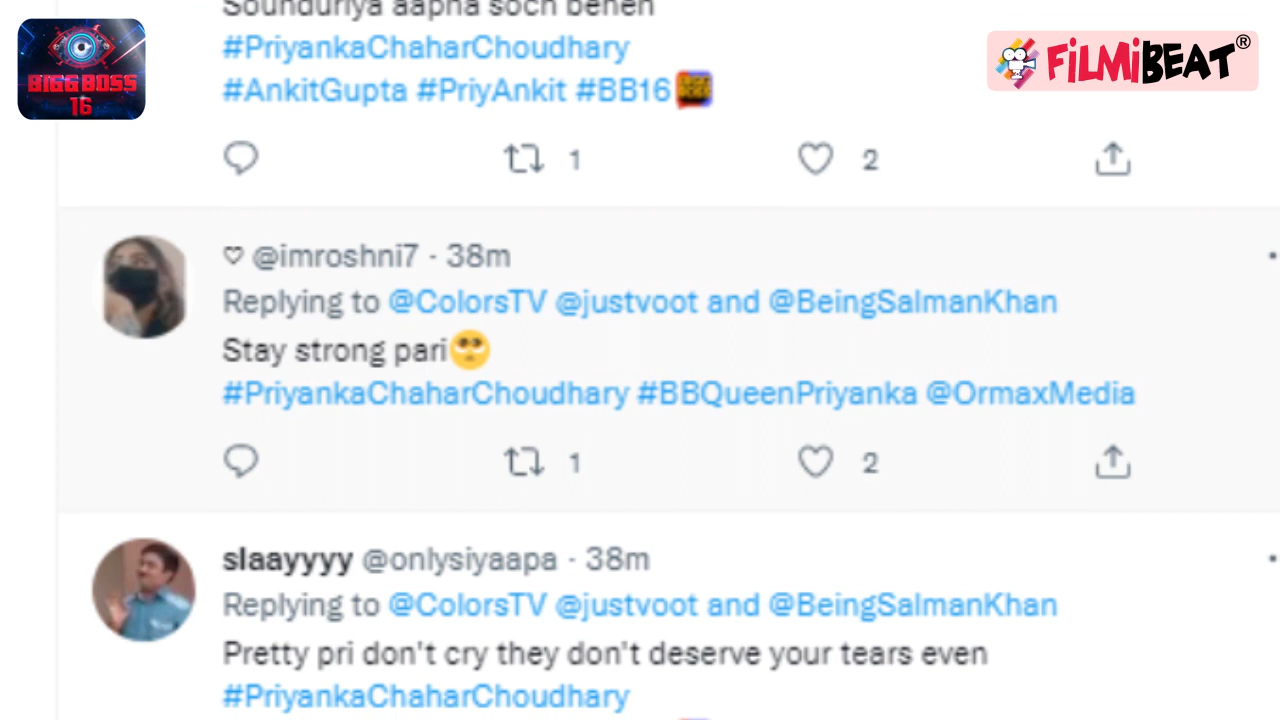 Sounduriya aapna soch behen
#PriyankaChaharChoudhary
#AnkitGupta #PriyAnkit #BB16
BIGG BOSS
16
FiLMiBEAT®
1
2
♡ @imroshni7 · 38m
Replying to @ColorsTV @justvoot and @BeingSalmanKhan
Stay strong pari🥺
#PriyankaChaharChoudhary #BBQueenPriyanka @OrmaxMedia
1
2
slaayyyy @onlysiyaapa · 38m
Replying to @ColorsTV @justvoot and @BeingSalmanKhan
Pretty pri don't cry they don't deserve your tears even
#PriyankaChaharChoudhary